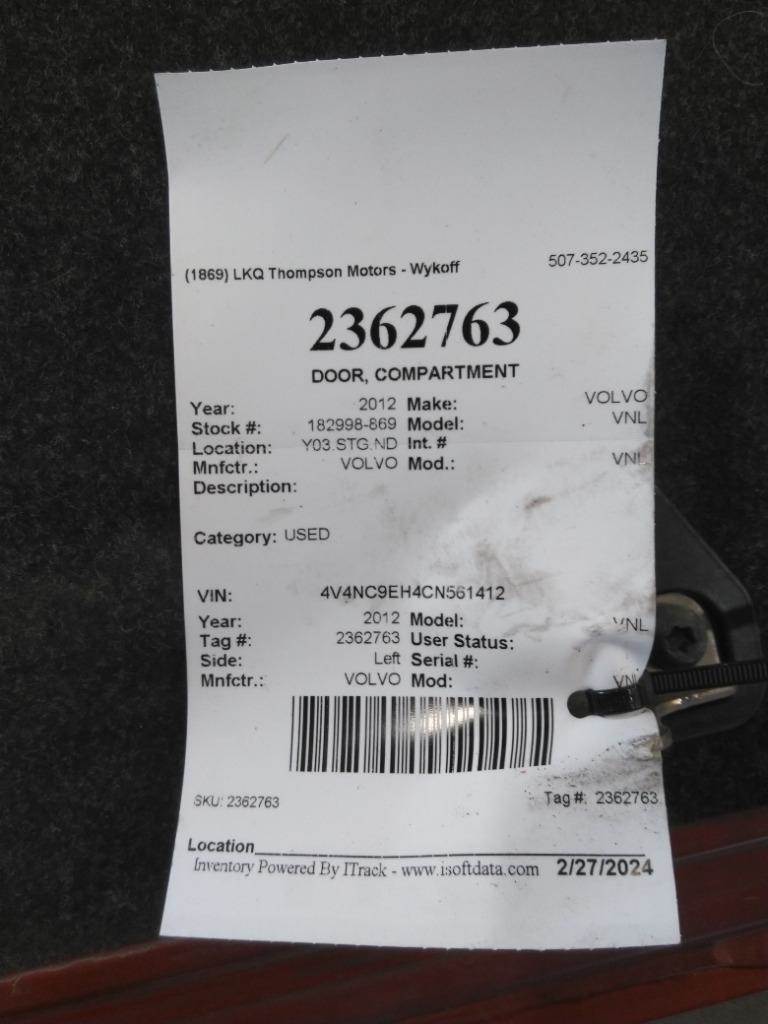 (1869) LKQ Thompson Motors - Wykoff 507-352-2435
2362763
DOOR, COMPARTMENT
Year: 2012 Make: VOLVO
Stock #: 182998-869 Model: VNL
Location: Y03.STG.ND Int. #
Mnfctr.: VOLVO Mod.: VNL
Description:
Category: USED
VIN: 4V4NC9EH4CN561412
Year: 2012 Model: VNL
Tag #: 2362763 User Status:
Side: Left Serial #:
Mnfctr.: VOLVO Mod: VNL
SKU: 2362763 Tag #: 2362763
Location
Inventory Powered By ITrack - www.isoftdata.com 2/27/2024